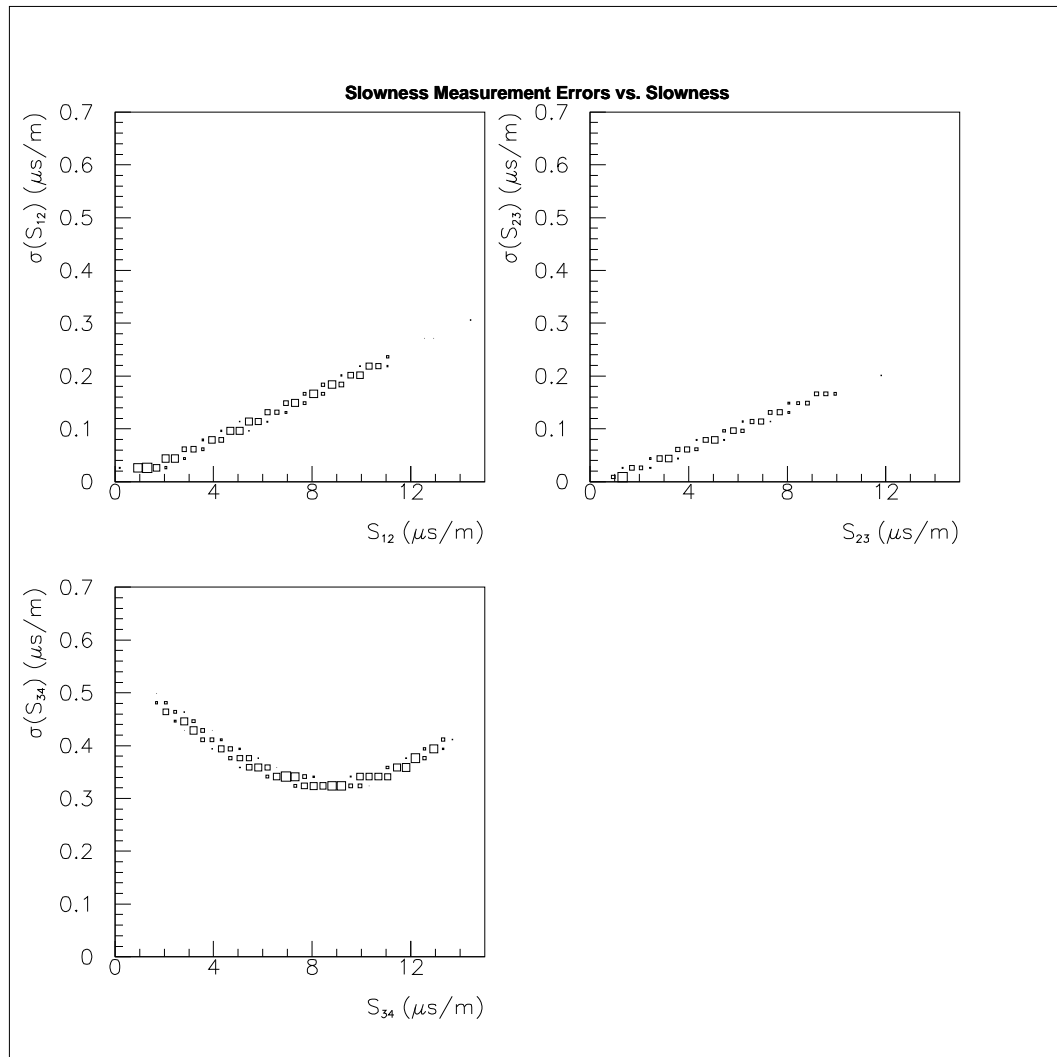 Slowness Measurement Errors vs. Slowness
σ(S₁₂) (μs/m)
0.7
0.6
0.5
0.4
0.3
0.2
0.1
0
0 4 8 12
S₁₂ (μs/m)
σ(S₂₃) (μs/m)
0.7
0.6
0.5
0.4
0.3
0.2
0.1
0
0 4 8 12
S₂₃ (μs/m)
σ(S₃₄) (μs/m)
0.7
0.6
0.5
0.4
0.3
0.2
0.1
0
0 4 8 12
S₃₄ (μs/m)